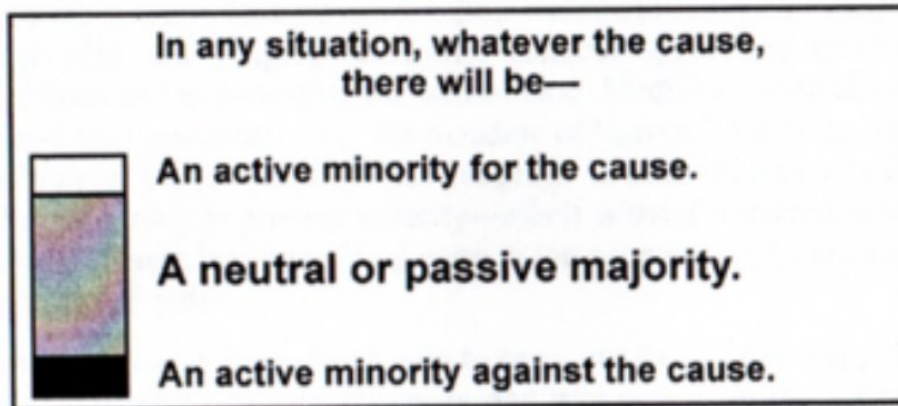 In any situation, whatever the cause,
there will be—
An active minority for the cause.
A neutral or passive majority.
An active minority against the cause.